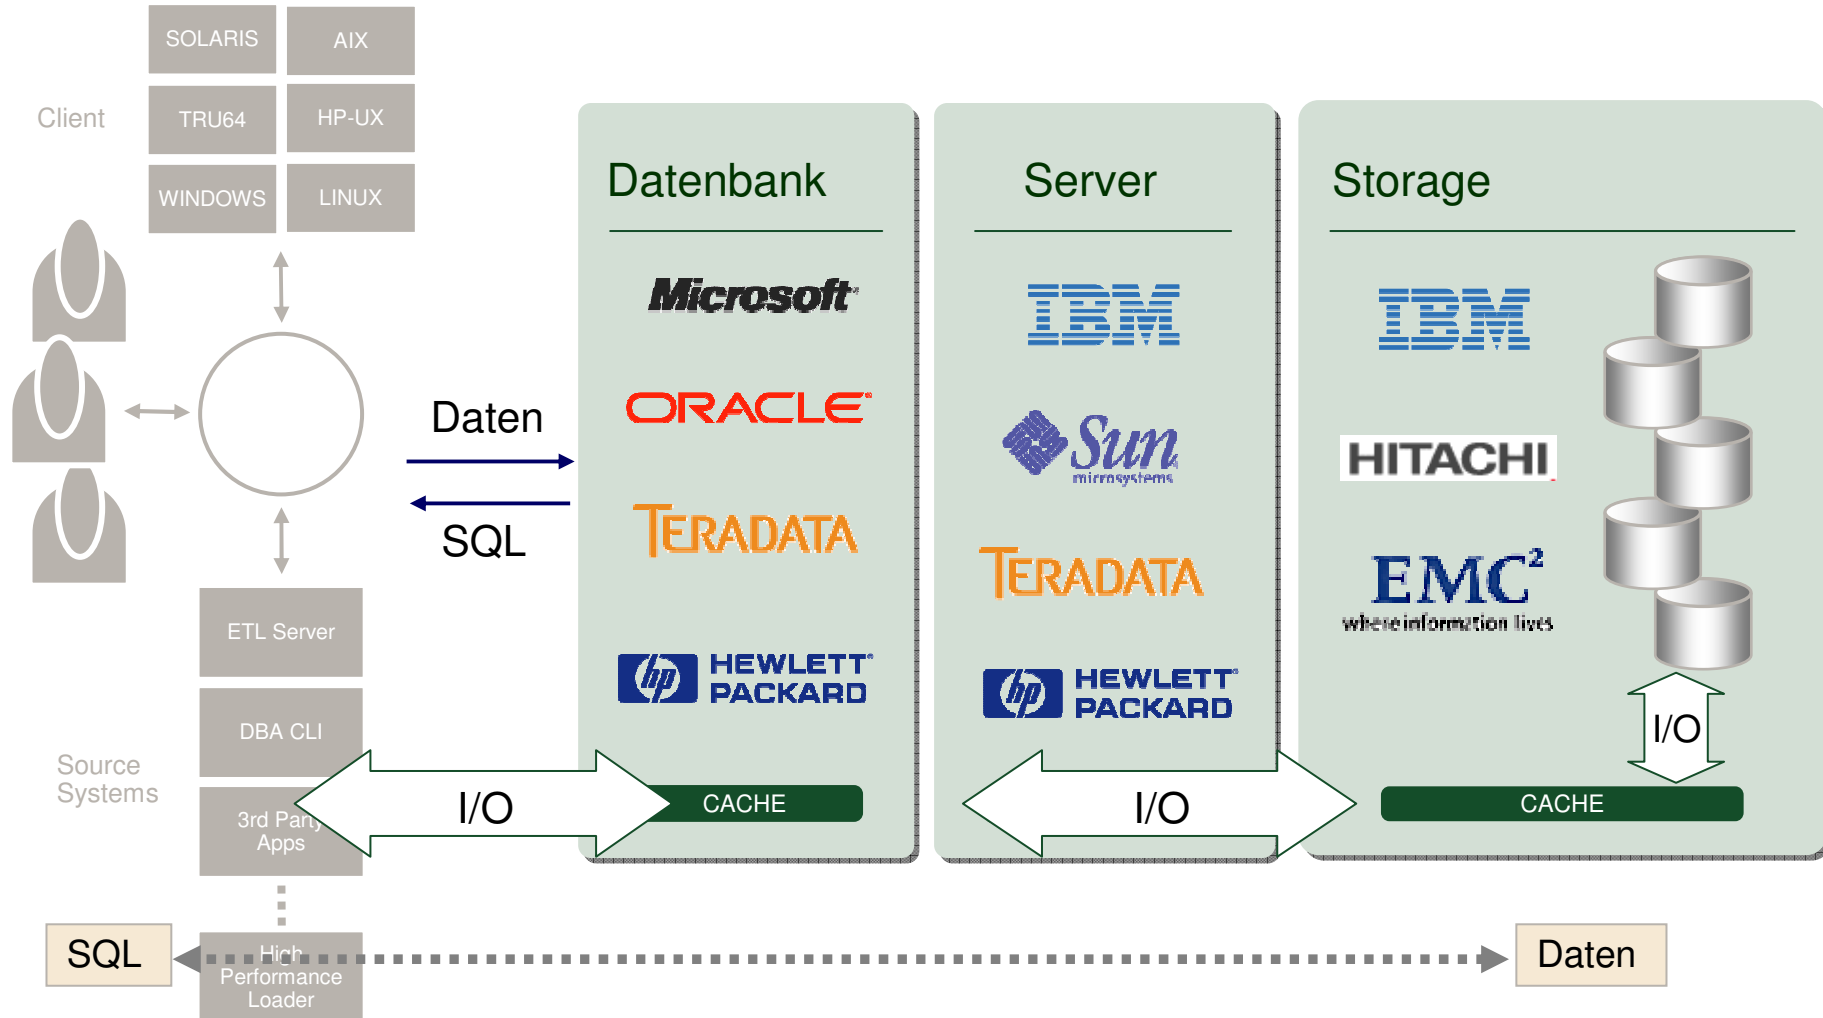 SOLARIS
AIX
Client
TRU64
HP-UX
WINDOWS
LINUX
Datenbank
Server
Storage
Microsoft
IBM
IBM
ORACLE®
Daten
Sun
microsystems
HITACHI
SQL
TERADATA
TERADATA
EMC²
where information lives
ETL Server
hp HEWLETT®
PACKARD
hp HEWLETT®
PACKARD
DBA CLI
I/O
Source
Systems
3rd Party
Apps
I/O
CACHE
I/O
CACHE
SQL
High
Performance
Loader
Daten